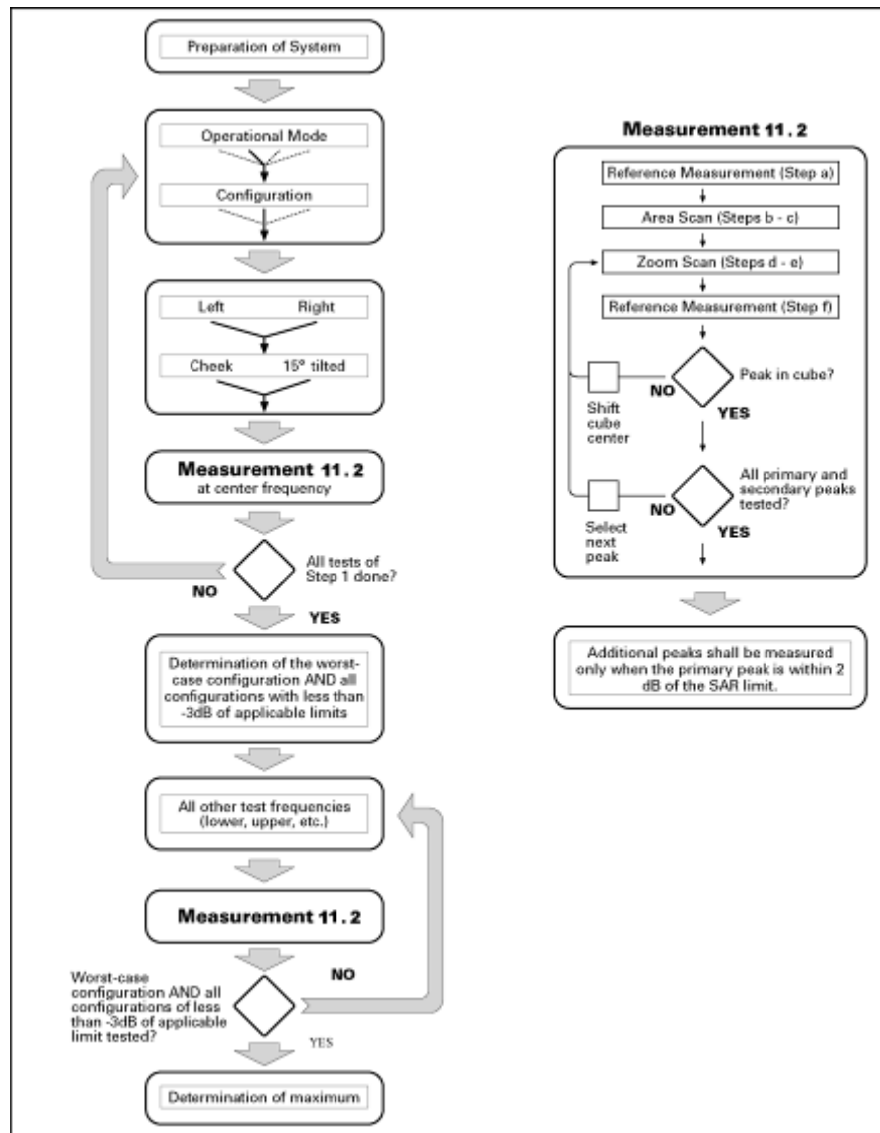 Preparation of System
Operational Mode
Configuration
Left Right
Cheek 15° tilted
Measurement 11.2
at center frequency
All tests of
Step 1 done?
NO
YES
Determination of the worst-
case configuration AND all
configurations with less than
-3dB of applicable limits
All other test frequencies
(lower, upper, etc.)
Measurement 11.2
NO
Worst-case
configuration AND all
configurations of less
than -3dB of applicable
limit tested?
YES
Determination of maximum
Measurement 11.2
Reference Measurement (Step a)
Area Scan (Steps b - c)
Zoom Scan (Steps d - e)
Reference Measurement (Step f)
Peak in cube?
NO
YES
Shift
cube
center
All primary and
secondary peaks
tested?
NO
YES
Select
next
peak
Additional peaks shall be measured
only when the primary peak is within 2
dB of the SAR limit.